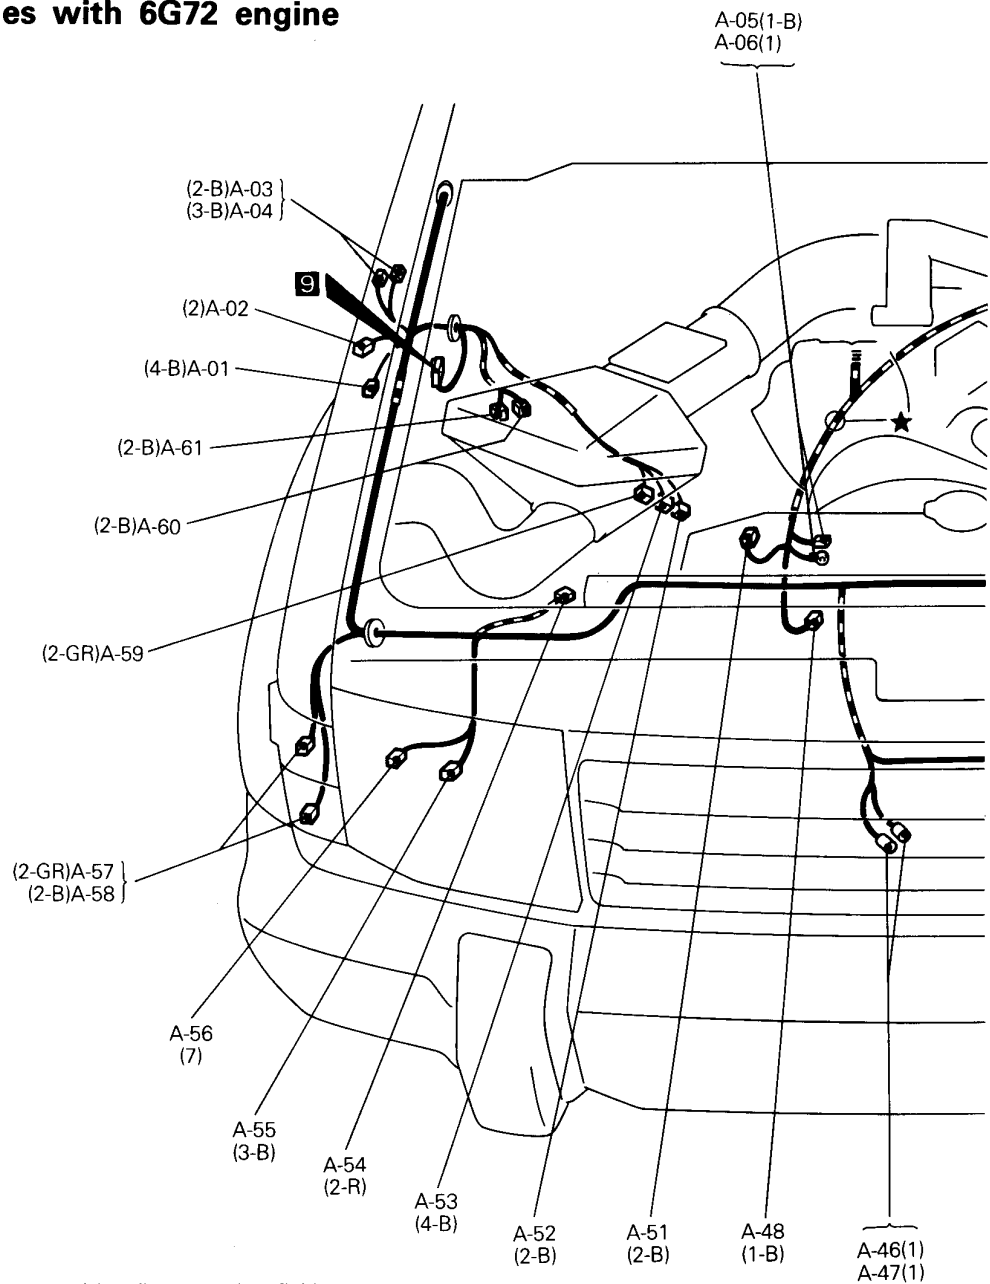 es with 6G72 engine
A-05(1-B)
A-06(1)
(2-B)A-03
(3-B)A-04
9
(2)A-02
(4-B)A-01
(2-B)A-61
(2-B)A-60
(2-GR)A-59
(2-GR)A-57
(2-B)A-58
A-56
(7)
A-55
(3-B)
A-54
(2-R)
A-53
(4-B)
A-52
(2-B)
A-51
(2-B)
A-48
(1-B)
A-46(1)
A-47(1)